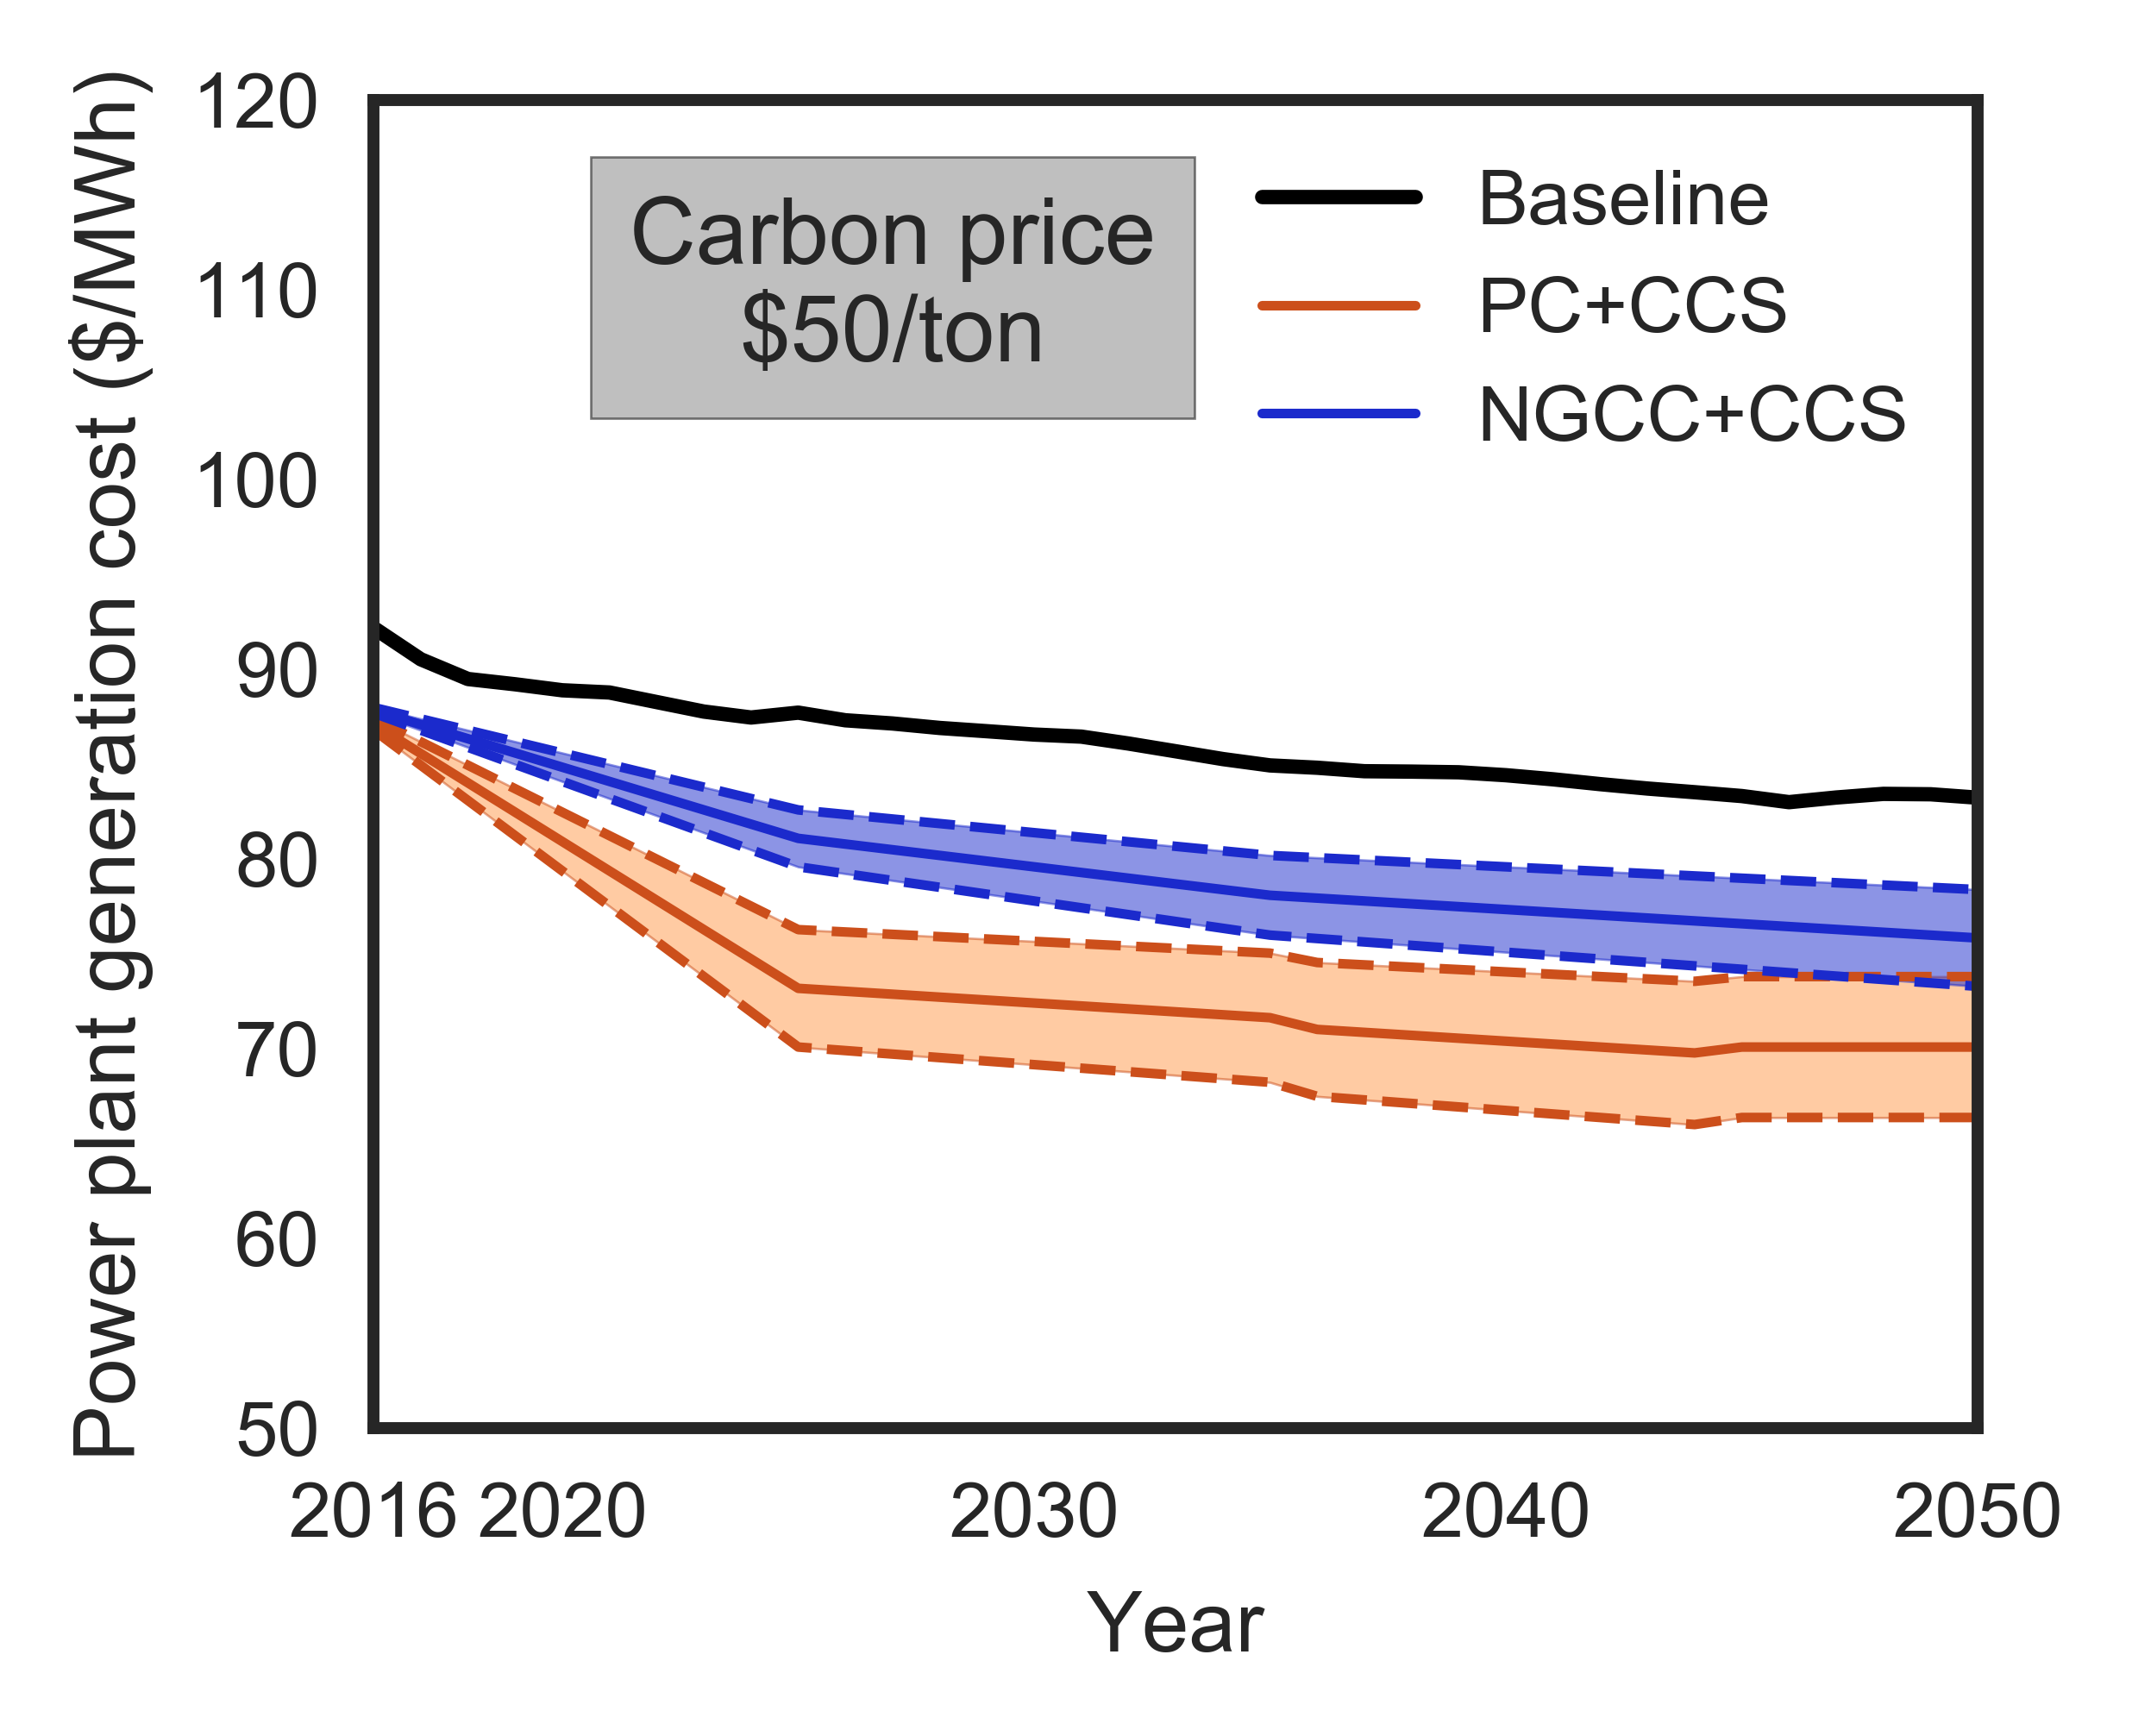 Power plant generation cost ($/MWh)
120
110
100
90
80
70
60
50
Carbon price
$50/ton
Baseline
PC+CCS
NGCC+CCS
2016 2020 2030 2040 2050
Year